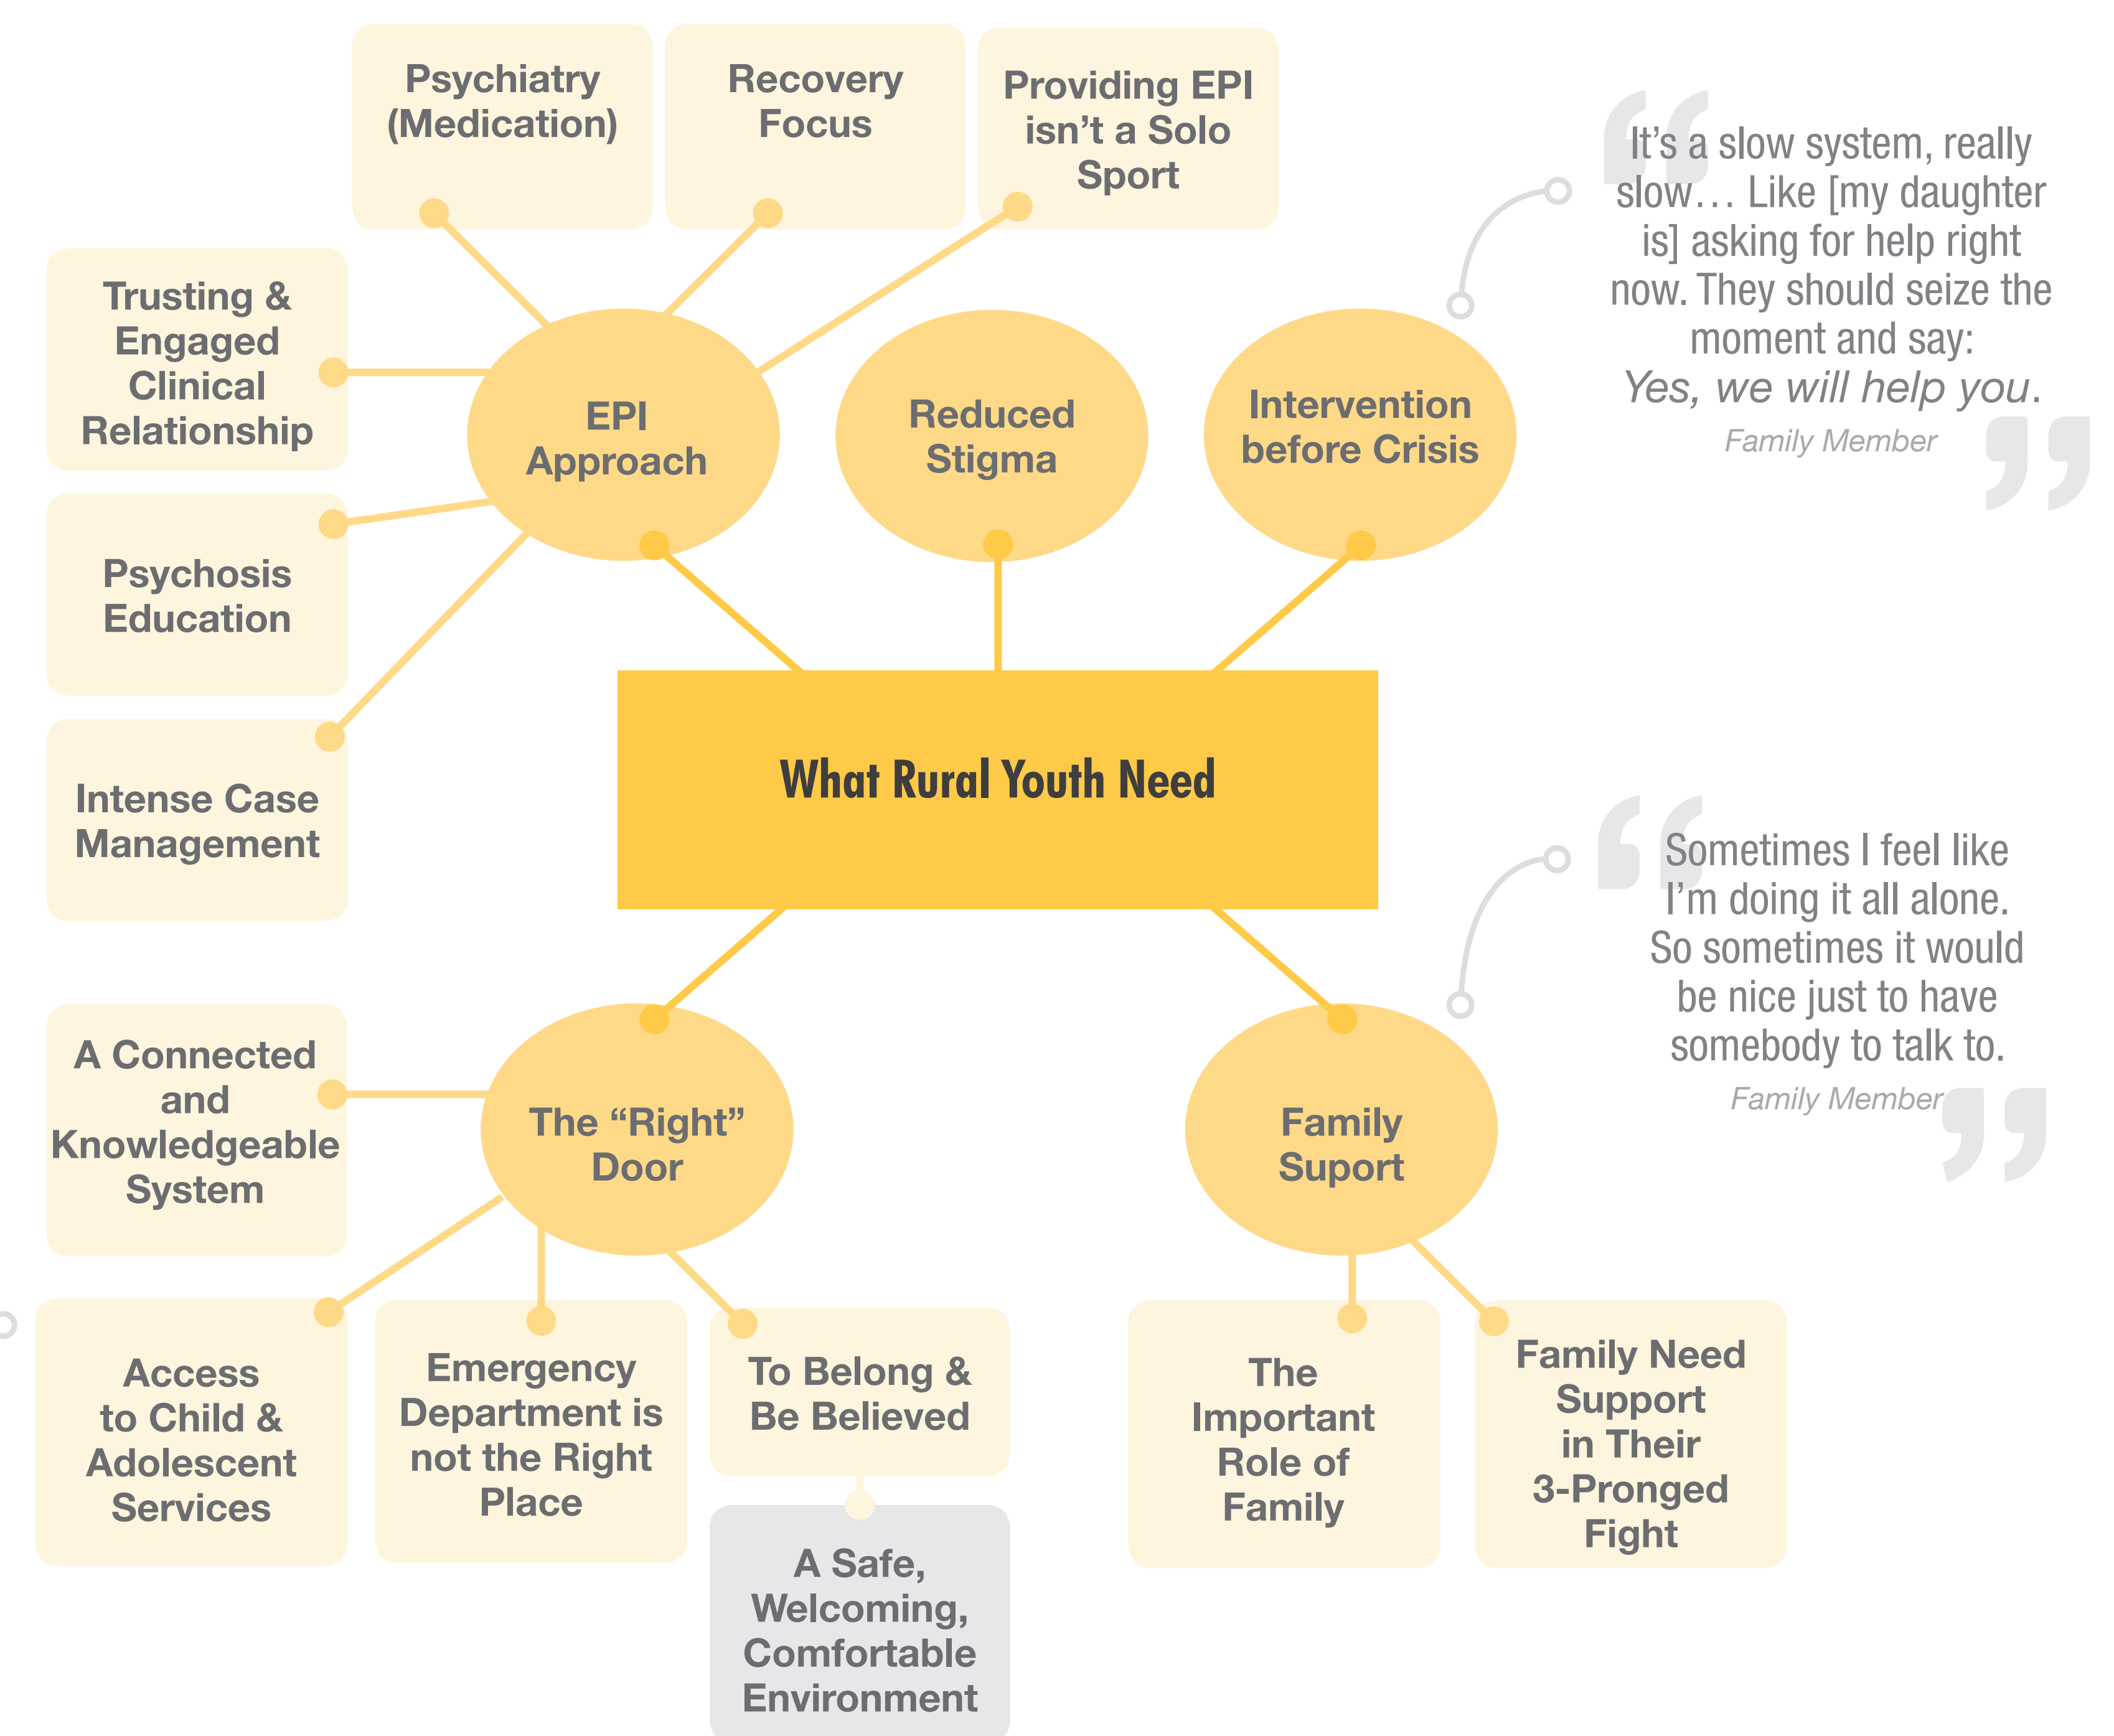 Psychiatry
(Medication)
Recovery
Focus
Providing EPI
isn’t a Solo
Sport
It’s a slow system, really
slow… Like [my daughter
is] asking for help right
now. They should seize the
moment and say:
Yes, we will help you.
Family Member
Trusting &
Engaged
Clinical
Relationship
EPI
Approach
Reduced
Stigma
Intervention
before Crisis
Psychosis
Education
Intense Case
Management
What Rural Youth Need
Sometimes I feel like
I’m doing it all alone.
So sometimes it would
be nice just to have
somebody to talk to.
Family Member
A Connected
and
Knowledgeable
System
The “Right”
Door
Family
Suport
Access
to Child &
Adolescent
Services
Emergency
Department is
not the Right
Place
To Belong &
Be Believed
The
Important
Role of
Family
Family Need
Support
in Their
3-Pronged
Fight
A Safe,
Welcoming,
Comfortable
Environment